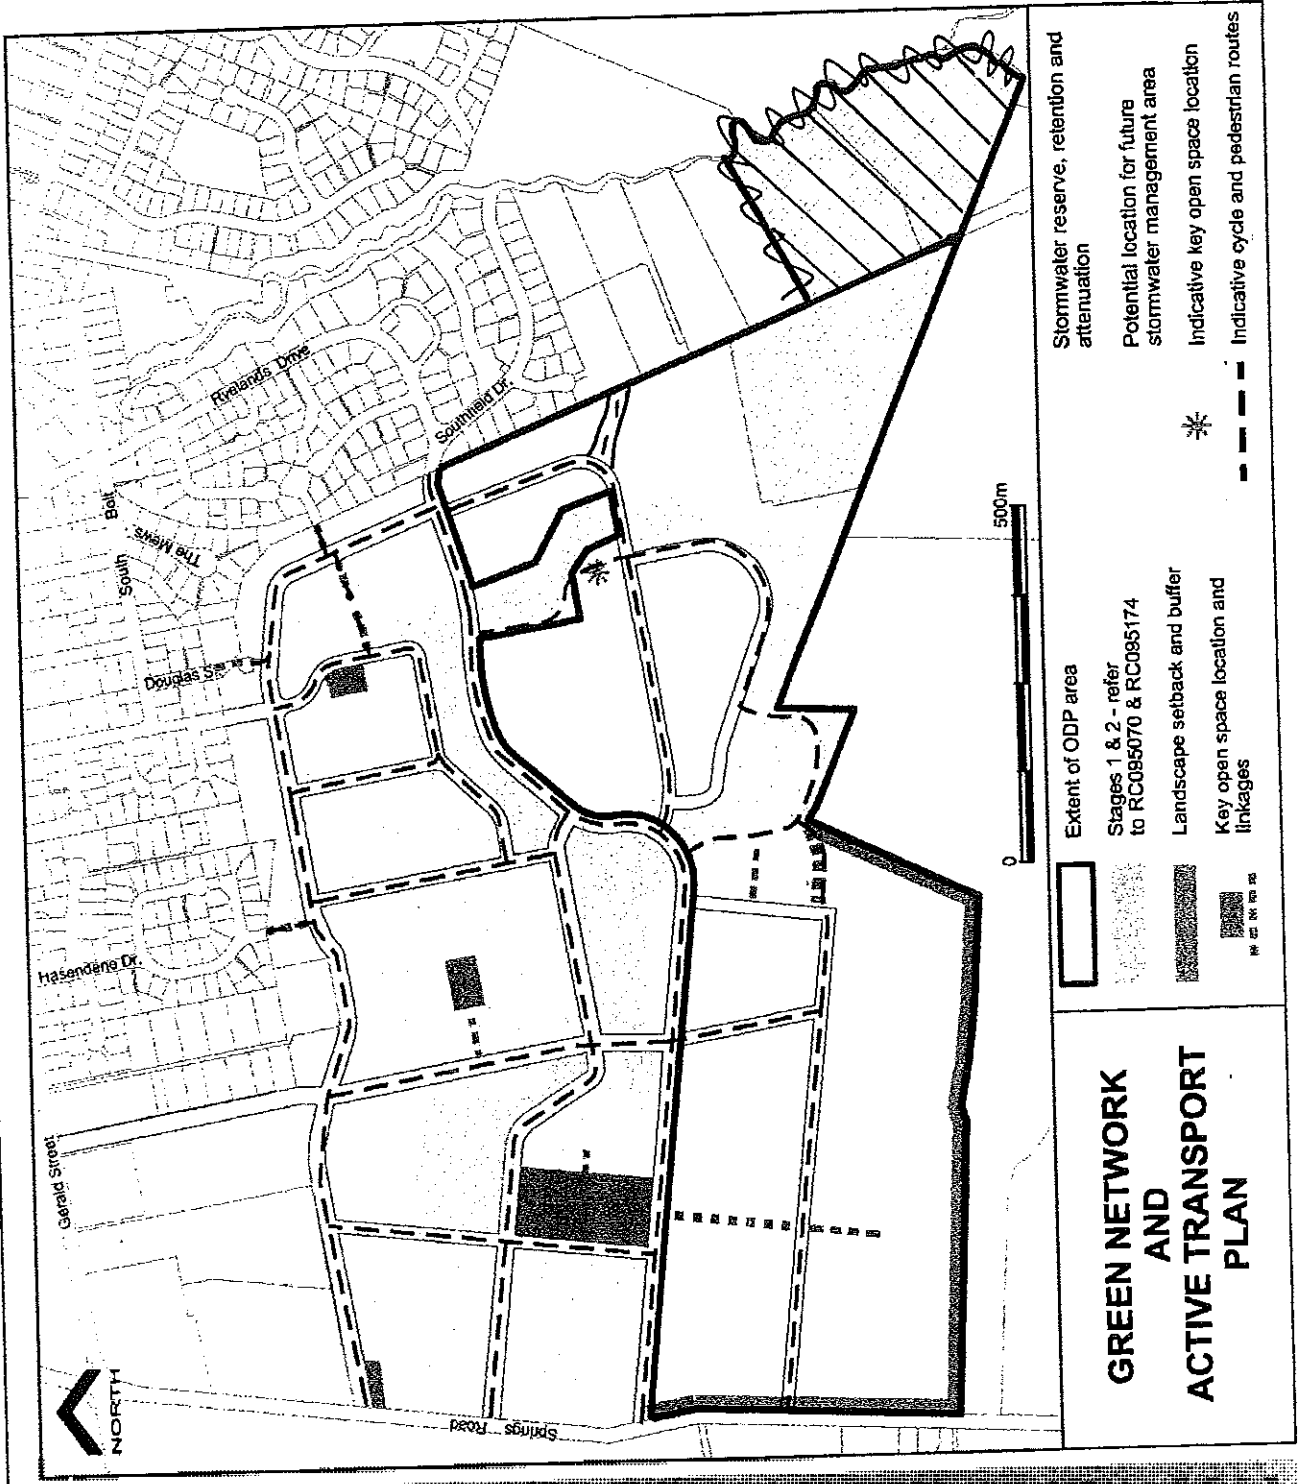 Hasendene Dr.
Gerald Street
Douglas S
South
Belt
The Mews
Ryelands Drive
Southfield Dr.
Springs
Road
NORTH
0
500m
GREEN NETWORK
AND
ACTIVE TRANSPORT
PLAN
Extent of ODP area
Stages 1 & 2 - refer
to RC095070 & RC095174
Landscape setback and buffer
Key open space location and
linkages
Stormwater reserve, retention and
attenuation
Potential location for future
stormwater management area
Indicative key open space location
Indicative cycle and pedestrian routes